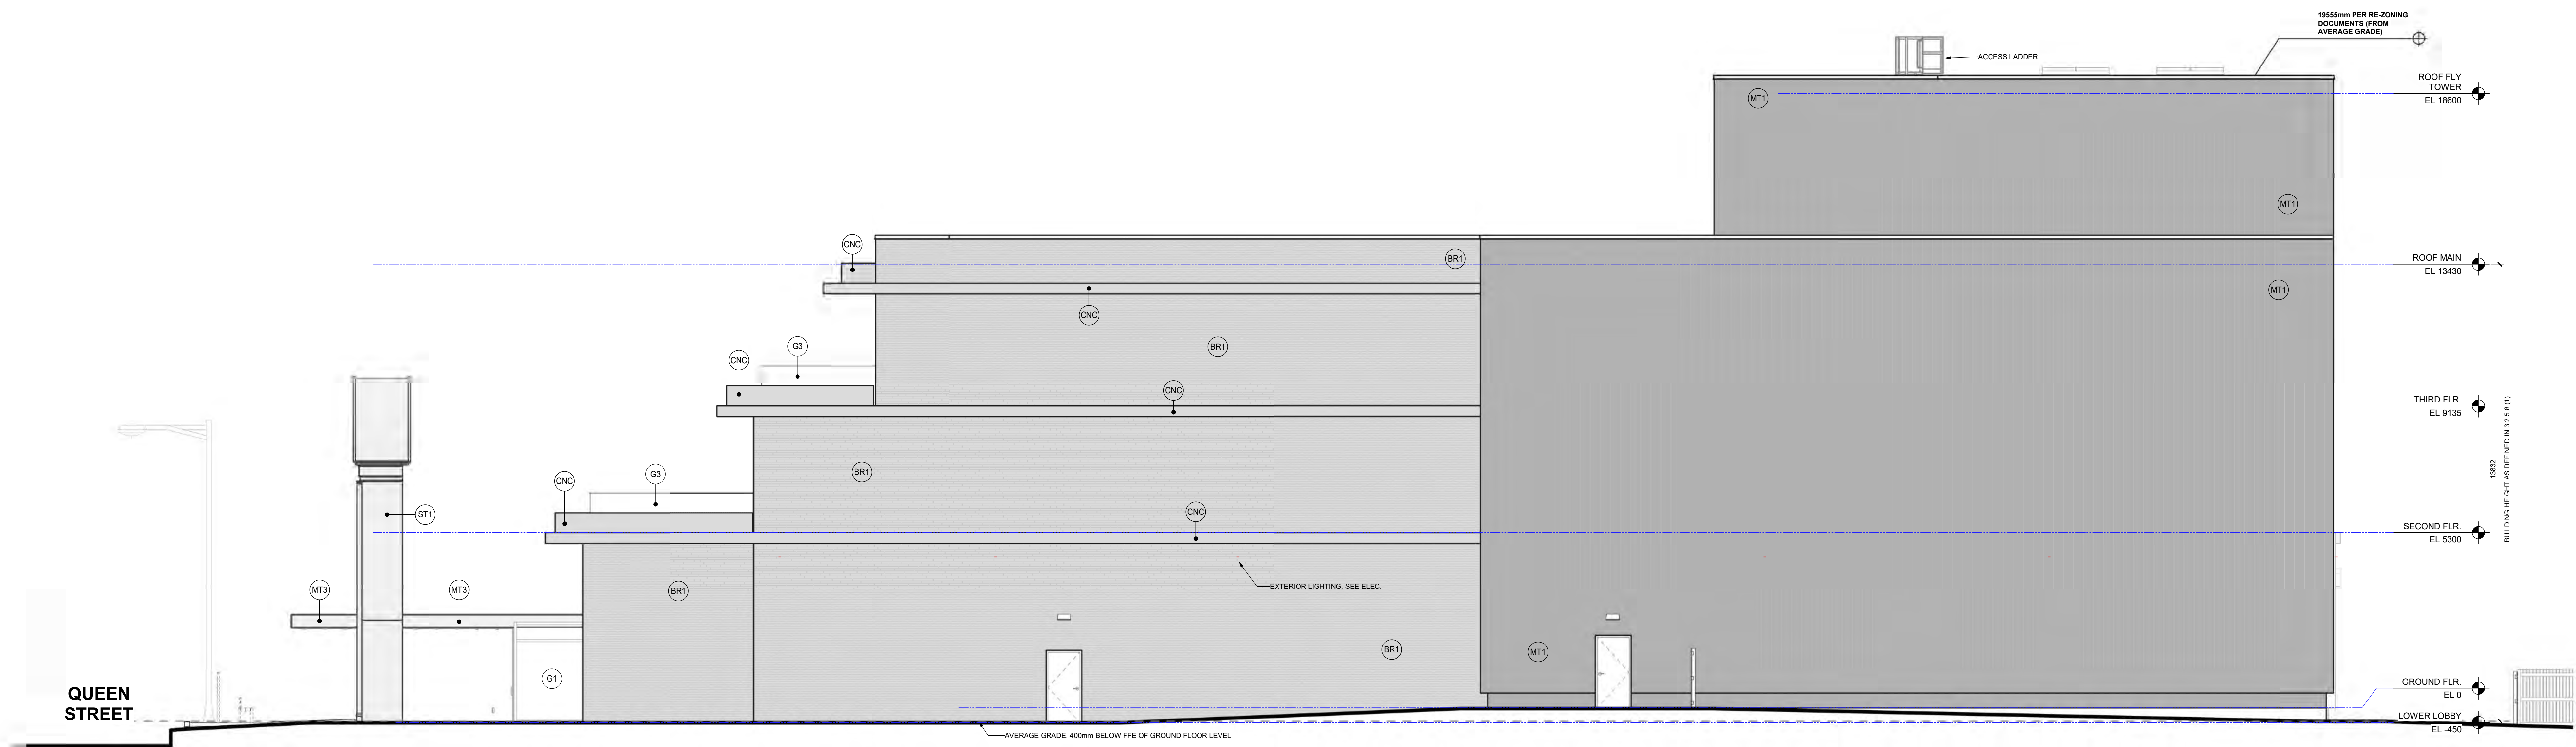 19555mm PER RE-ZONING
DOCUMENTS (FROM
AVERAGE GRADE)
ACCESS LADDER
ROOF FLY
TOWER
EL 18600
MT1
MT1
CNC
BR1
ROOF MAIN
EL 13430
MT1
CNC
G3
BR1
CNC
CNC
THIRD FLR.
EL 9135
BR1
G3
CNC
CNC
ST1
SECOND FLR.
EL 5300
13832
BUILDING HEIGHT AS DEFINED IN 3.2.5.8.(1)
EXTERIOR LIGHTING, SEE ELEC.
MT3
MT3
BR1
BR1
MT1
G1
QUEEN
STREET
GROUND FLR.
EL 0
LOWER LOBBY
EL -450
AVERAGE GRADE. 400mm BELOW FFE OF GROUND FLOOR LEVEL